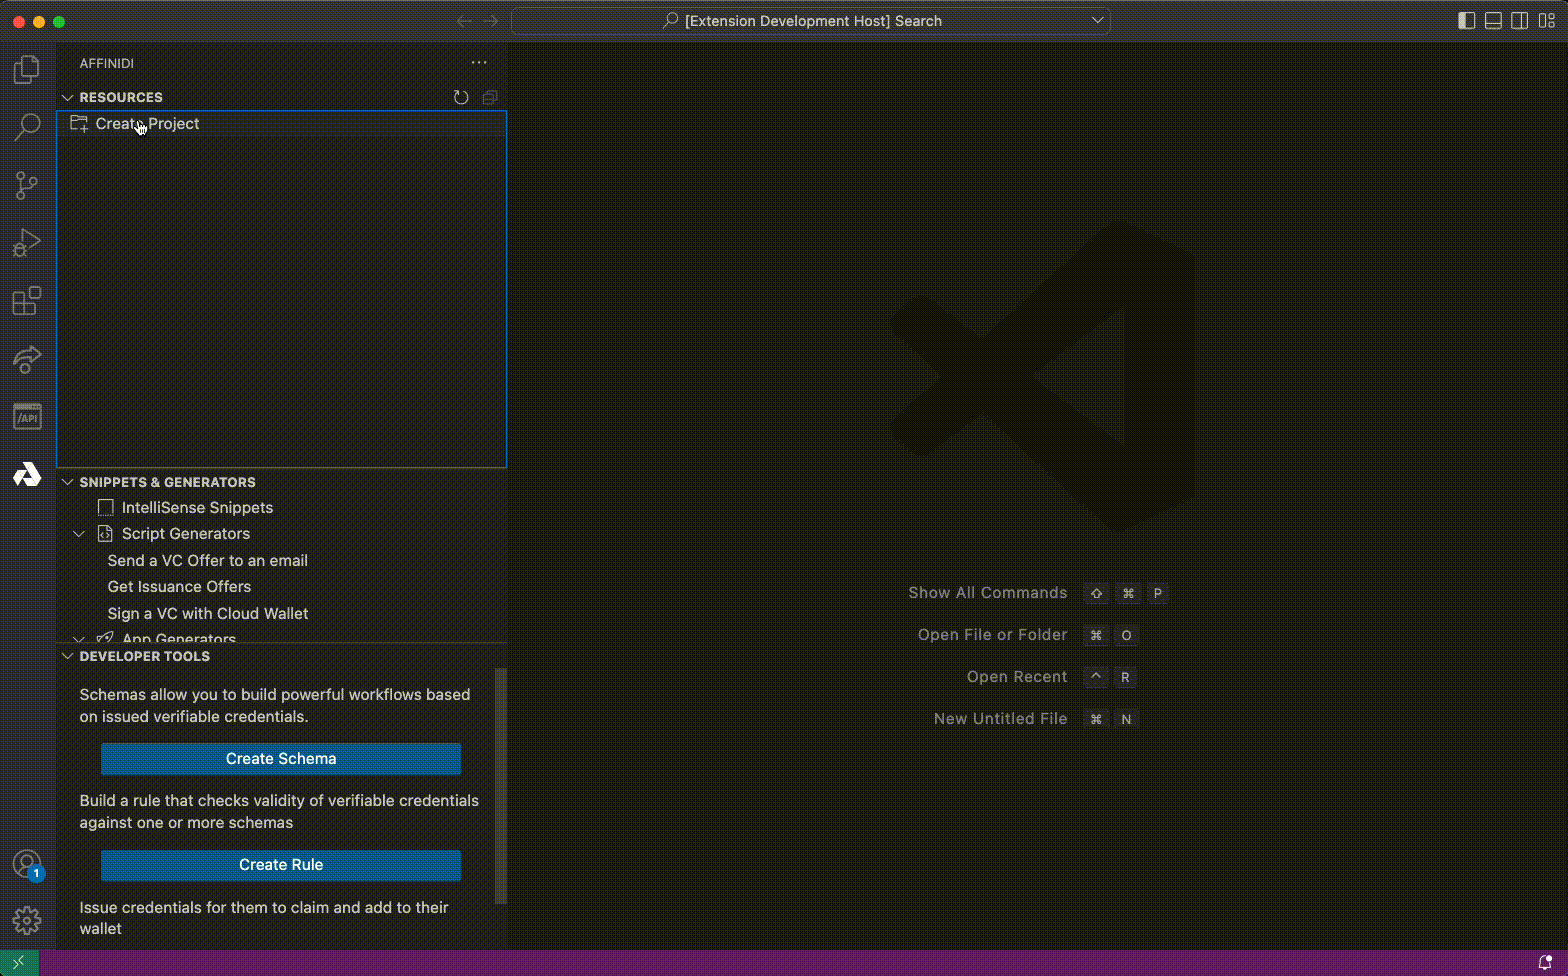 [Extension Development Host] Search
AFFINIDI
RESOURCES
Create Project
/API
SNIPPETS & GENERATORS
IntelliSense Snippets
Script Generators
Send a VC Offer to an email
Get Issuance Offers
Sign a VC with Cloud Wallet
App Generators
DEVELOPER TOOLS
Schemas allow you to build powerful workflows based
on issued verifiable credentials.
Create Schema
Build a rule that checks validity of verifiable credentials
against one or more schemas
Create Rule
Issue credentials for them to claim and add to their
wallet
1
Show All Commands ⇧ ⌘ P
Open File or Folder ⌘ O
Open Recent ^ R
New Untitled File ⌘ N